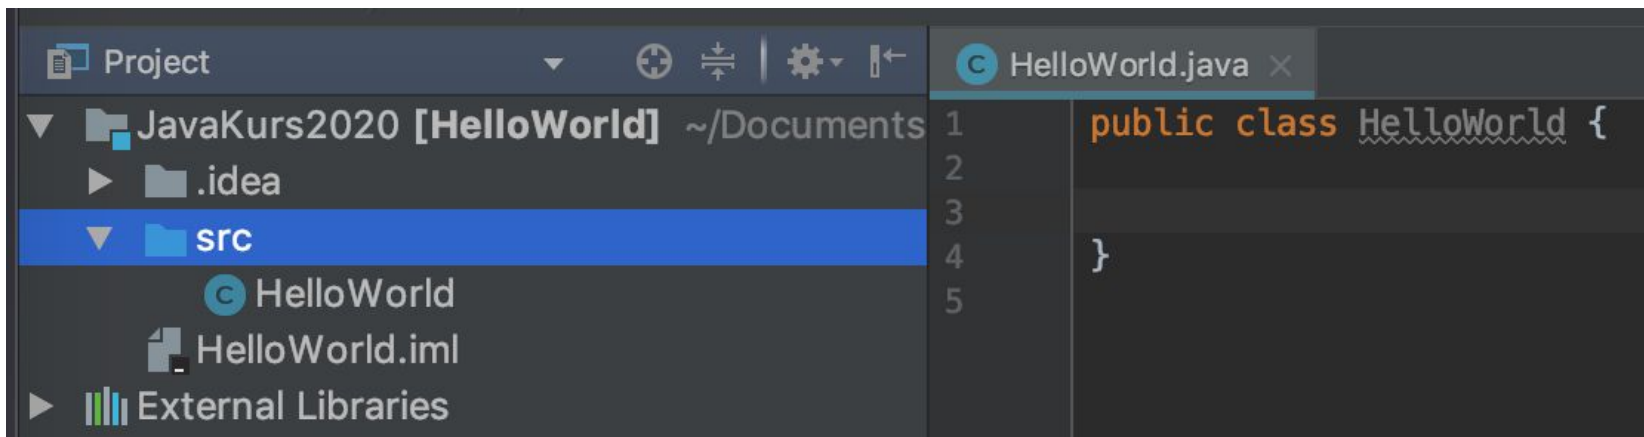 Project
JavaKurs2020 [HelloWorld] ~/Documents
.idea
src
HelloWorld
HelloWorld.iml
External Libraries
HelloWorld.java
1 public class HelloWorld {
2
3
4 }
5